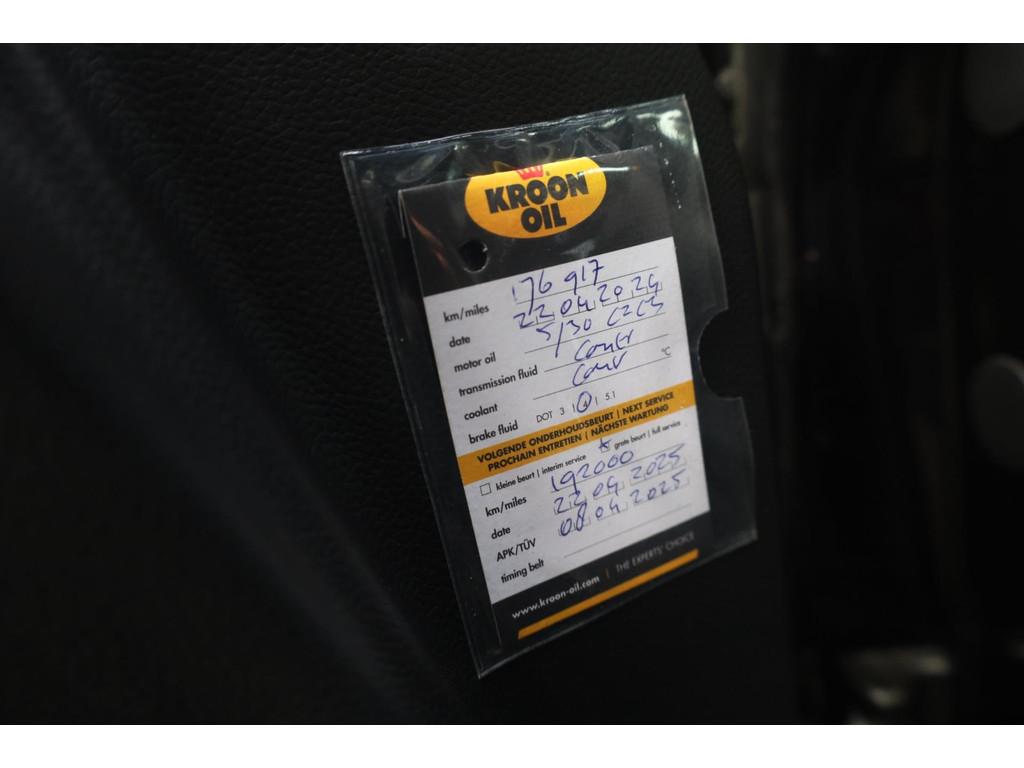 KROON
OIL
km/miles 176 917
date 22 04 2024
motor oil 5/30 C2C3
transmission fluid Contr
coolant Contr °C
brake fluid DOT 3 | 4 | 5.1
VOLGENDE ONDERHOUDSBEURT | NEXT SERVICE
PROCHAIN ENTRETIEN | NÄCHSTE WARTUNG
kleine beurt | interim service grote beurt | full service
km/miles 192000
date 22 04 2025
APK/TÜV 08 04 2025
timing belt
www.kroon-oil.com | THE EXPERTS' CHOICE